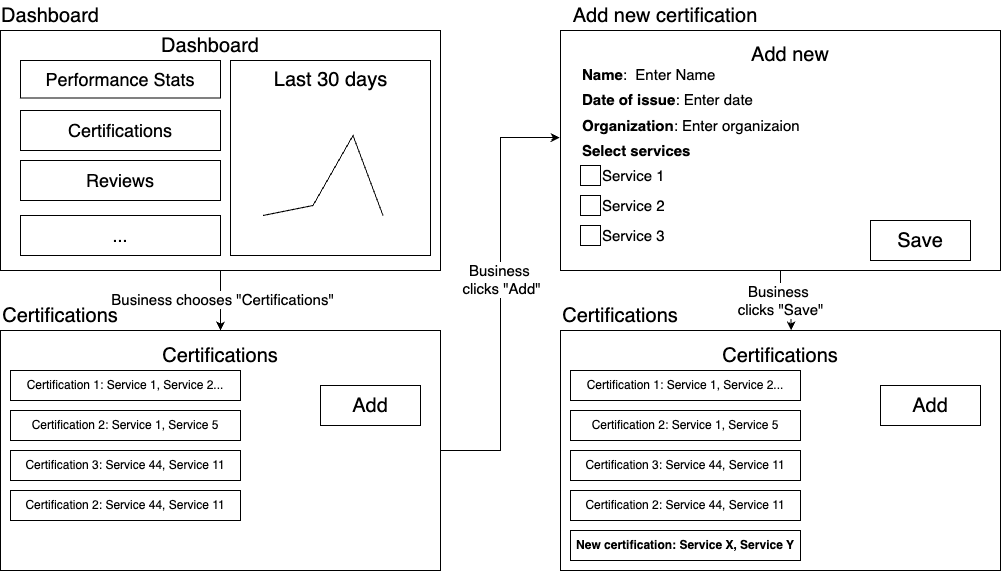 Dashboard
Dashboard
Performance Stats
Certifications
Reviews
...
Last 30 days
Business chooses "Certifications"
Certifications
Certifications
Certification 1: Service 1, Service 2...
Certification 2: Service 1, Service 5
Certification 3: Service 44, Service 11
Certification 2: Service 44, Service 11
Add
Business
clicks "Add"
Add new certification
Add new
Name: Enter Name
Date of issue: Enter date
Organization: Enter organizaion
Select services
Service 1
Service 2
Service 3
Save
Business
clicks "Save"
Certifications
Certifications
Certification 1: Service 1, Service 2...
Certification 2: Service 1, Service 5
Certification 3: Service 44, Service 11
Certification 2: Service 44, Service 11
New certification: Service X, Service Y
Add